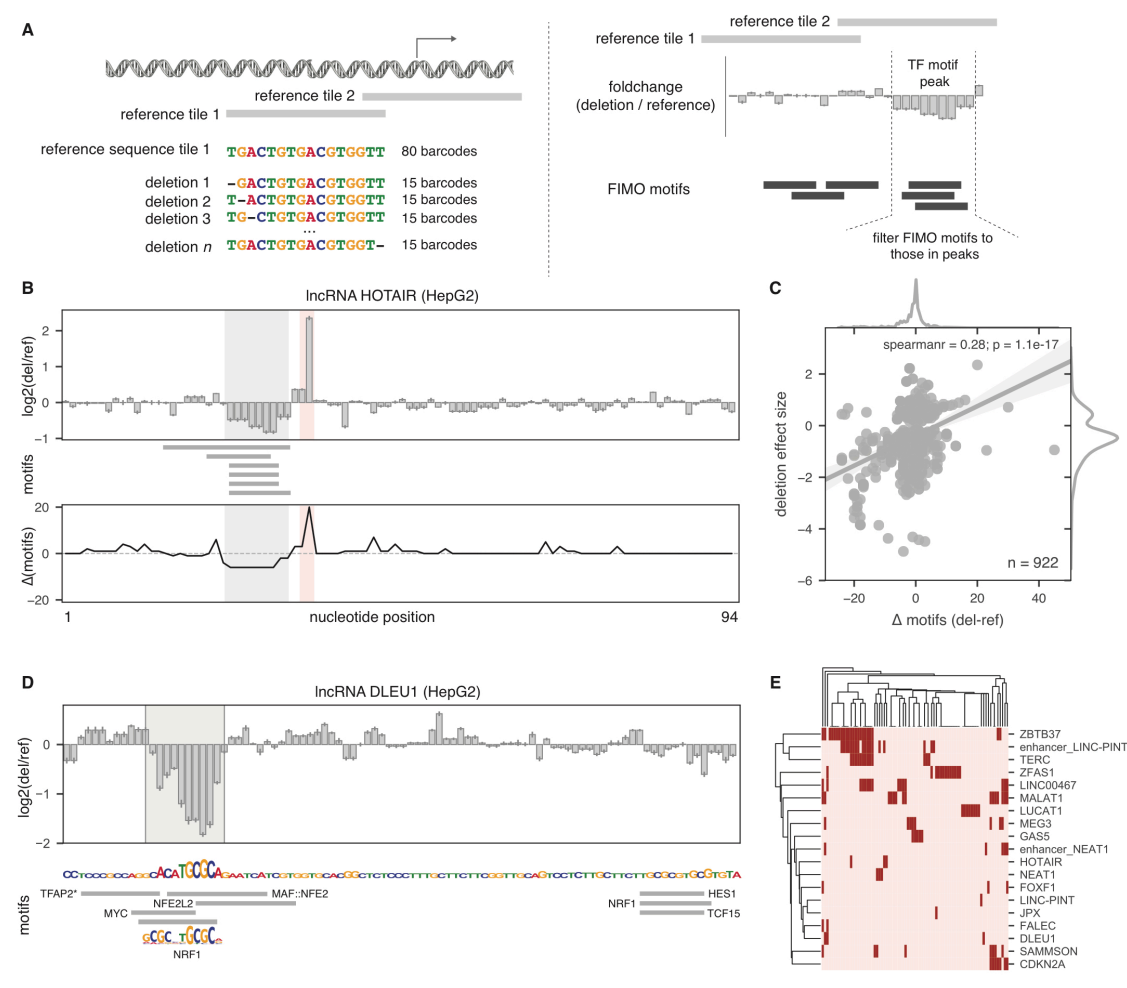 A
reference tile 2
reference tile 1
reference sequence tile 1 TGACTGTGACGTGGTT 80 barcodes
deletion 1 –GACTGTGACGTGGTT 15 barcodes
deletion 2 T–ACTGTGACGTGGTT 15 barcodes
deletion 3 TG–CTGTGACGTGGTT 15 barcodes
...
deletion n TGACTGTGACGTGGT– 15 barcodes
reference tile 2
reference tile 1
TF motif
peak
foldchange
(deletion / reference)
FIMO motifs
filter FIMO motifs to
those in peaks
B
lncRNA HOTAIR (HepG2)
log2(del/ref)
2
1
0
−1
motifs
Δ(motifs)
20
0
−20
1 nucleotide position 94
C
spearmanr = 0.28; p = 1.1e-17
deletion effect size
2
0
−2
−4
−6
n = 922
−20 0 20 40
Δ motifs (del-ref)
D
lncRNA DLEU1 (HepG2)
log2(del/ref)
0
−1
−2
motifs
TFAP2* MAF::NFE2 HES1
NFE2L2 NRF1
MYC TCF15
NRF1
E
ZBTB37
enhancer_LINC-PINT
TERC
ZFAS1
LINC00467
MALAT1
LUCAT1
MEG3
GAS5
enhancer_NEAT1
HOTAIR
NEAT1
FOXF1
LINC-PINT
JPX
FALEC
DLEU1
SAMMSON
CDKN2A